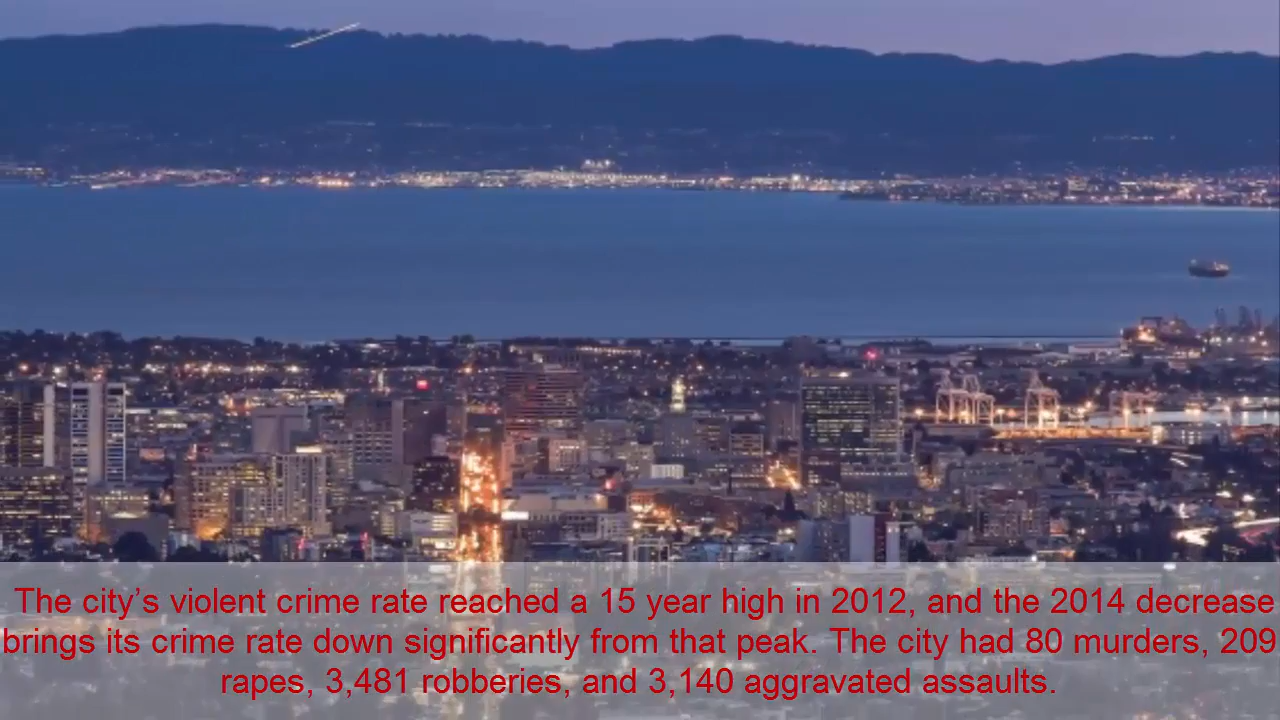 The city’s violent crime rate reached a 15 year high in 2012, and the 2014 decrease
brings its crime rate down significantly from that peak. The city had 80 murders, 209
rapes, 3,481 robberies, and 3,140 aggravated assaults.